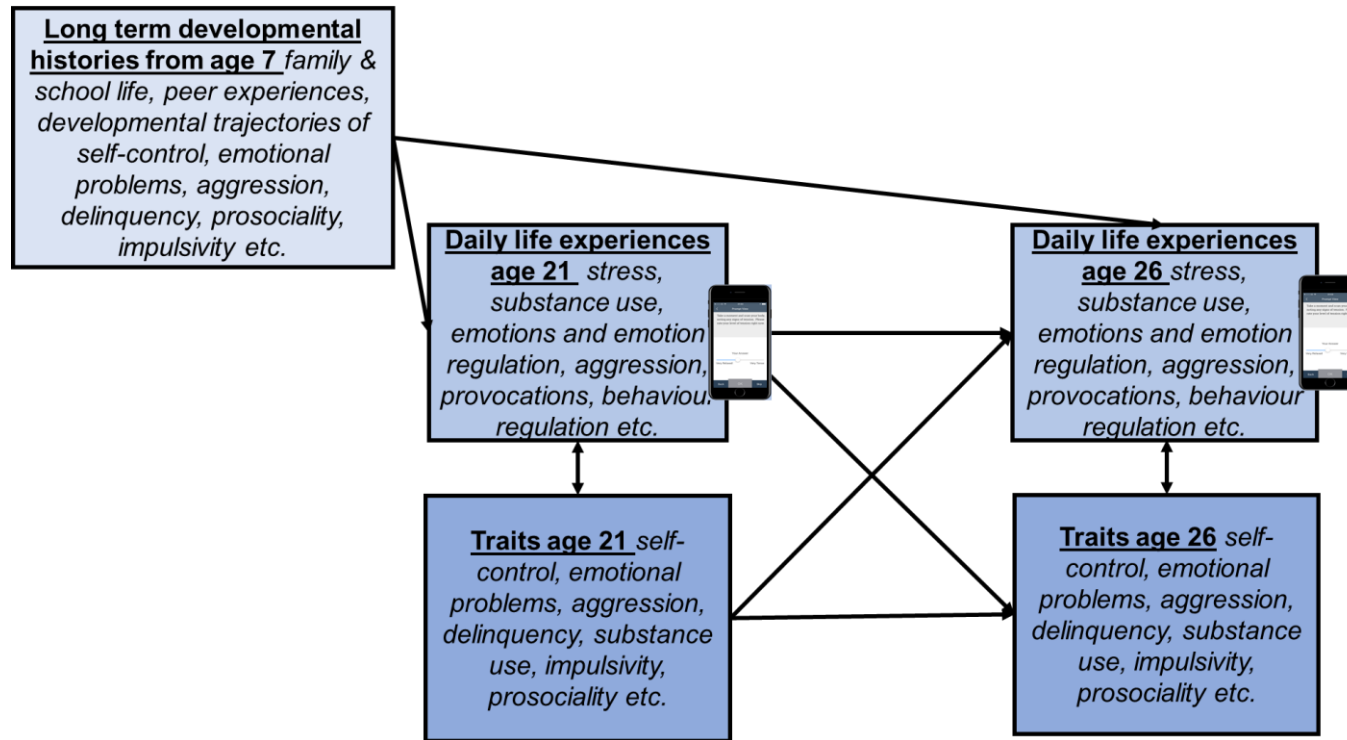 Long term developmental
histories from age 7 family &
school life, peer experiences,
developmental trajectories of
self-control, emotional
problems, aggression,
delinquency, prosociality,
impulsivity etc.
Daily life experiences
age 21 stress,
substance use,
emotions and emotion
regulation, aggression,
provocations, behaviour
regulation etc.
Daily life experiences
age 26 stress,
substance use,
emotions and emotion
regulation, aggression,
provocations, behaviour
regulation etc.
Traits age 21 self-
control, emotional
problems, aggression,
delinquency, substance
use, impulsivity,
prosociality etc.
Traits age 26 self-
control, emotional
problems, aggression,
delinquency, substance
use, impulsivity,
prosociality etc.